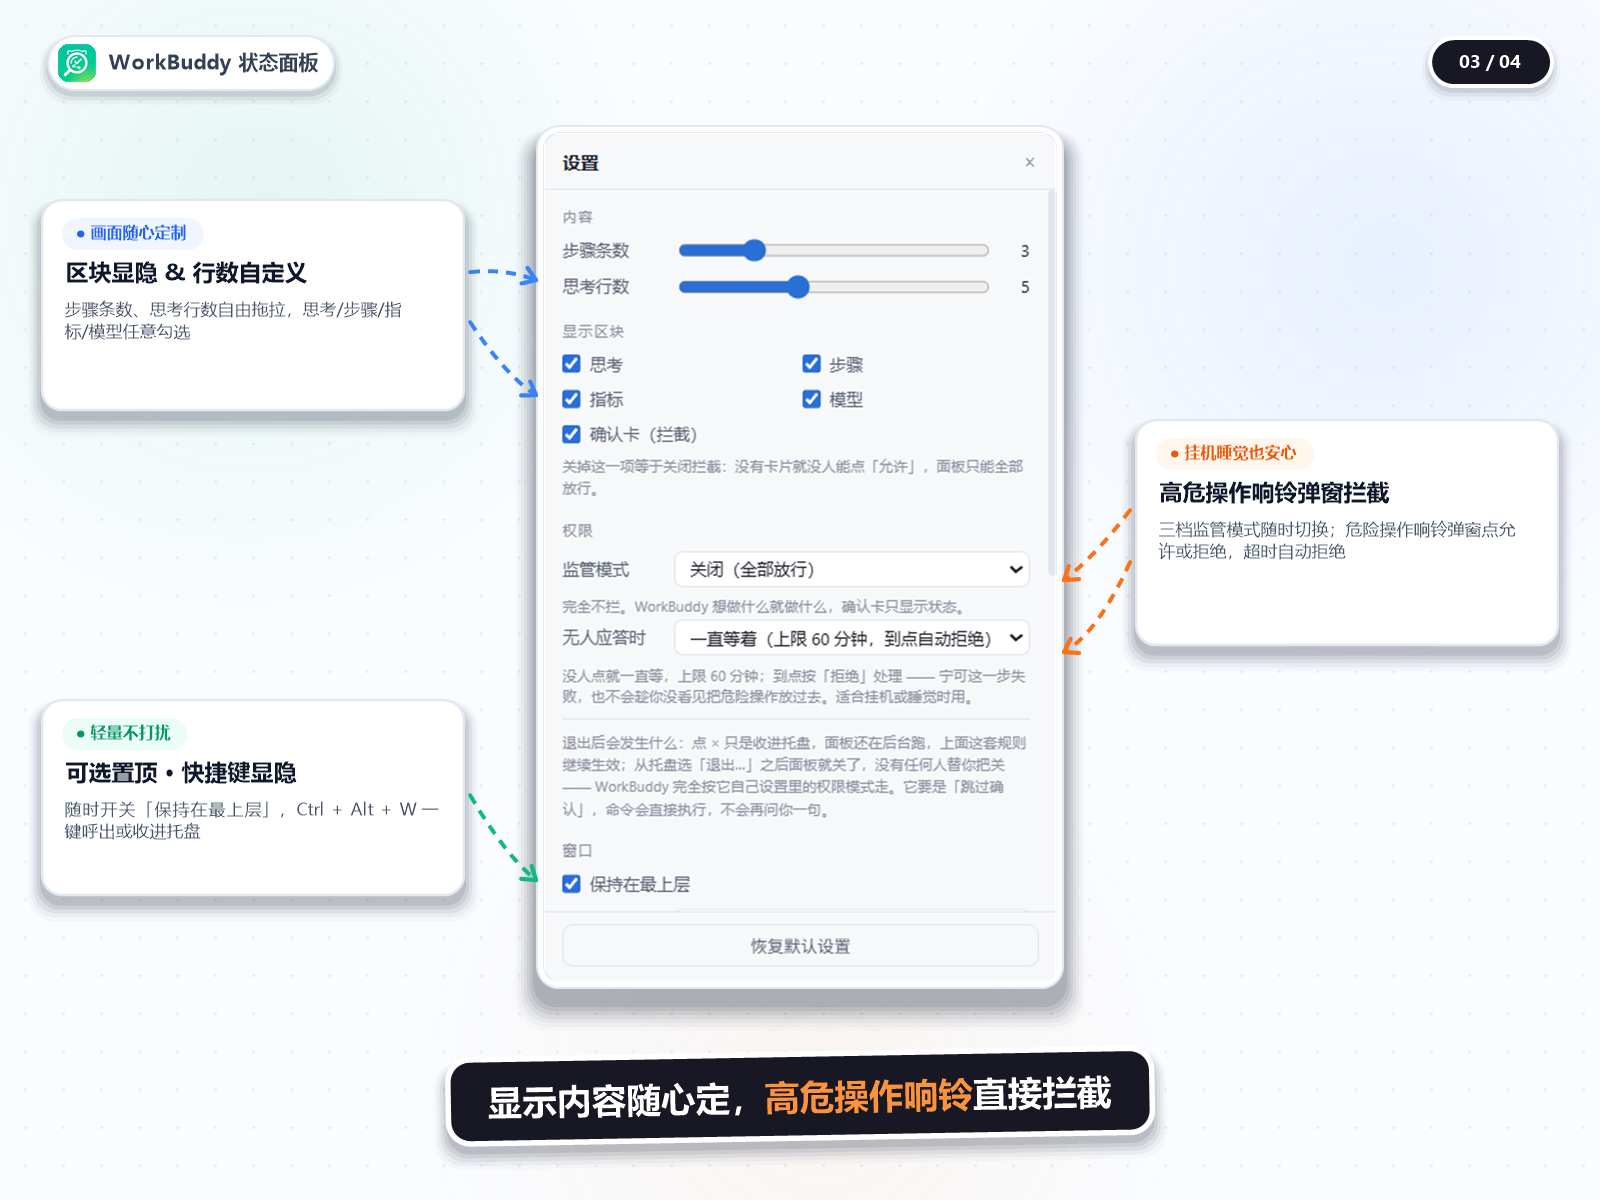 WorkBuddy 状态面板
03 / 04
画面随心定制
区块显隐 & 行数自定义
步骤条数、思考行数自由拖拉，思考/步骤/指
标/模型任意勾选
轻量不打扰
可选置顶 • 快捷键显隐
随时开关「保持在最上层」，Ctrl + Alt + W 一
键呼出或收进托盘
设置
×
内容
步骤条数 3
思考行数 5
显示区块
思考 步骤
指标 模型
确认卡（拦截）
关掉这一项等于关闭拦截：没有卡片就没人能点「允许」，面板只能全部
放行。
权限
监管模式 关闭（全部放行）
完全不拦。WorkBuddy 想做什么就做什么，确认卡只显示状态。
无人应答时 一直等着（上限 60 分钟，到点自动拒绝）
没人点就一直等，上限 60 分钟；到点按「拒绝」处理 —— 宁可这一步失
败，也不会趁你没看见把危险操作放过去。适合挂机或睡觉时用。
退出后会发生什么：点 × 只是收进托盘，面板还在后台跑，上面这套规则
继续生效；从托盘选「退出...」之后面板就关了，没有任何人替你把关
—— WorkBuddy 完全按它自己设置里的权限模式走。它要是「跳过确
认」，命令会直接执行，不会再问你一句。
窗口
保持在最上层
恢复默认设置
挂机睡觉也安心
高危操作响铃弹窗拦截
三档监管模式随时切换；危险操作响铃弹窗点允
许或拒绝，超时自动拒绝
显示内容随心定，高危操作响铃直接拦截